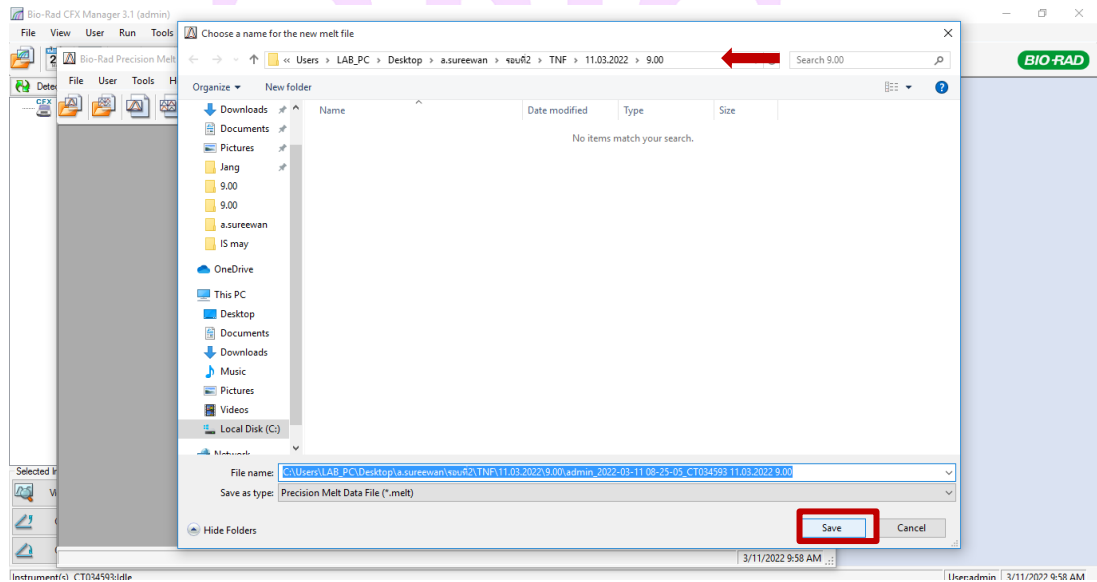 Bio-Rad CFX Manager 3.1 (admin)
File View User Run Tools
Choose a name for the new melt file
Bio-Rad Precision Melt
« Users > LAB_PC > Desktop > a.sureewan > รอบที่2 > TNF > 11.03.2022 > 9.00
Search 9.00
BIO-RAD
File User Tools H
Organize New folder
Dete
CFX
Downloads
Name Date modified Type Size
Documents
No items match your search.
Pictures
Jang
9.00
9.00
a.sureewan
IS may
OneDrive
This PC
Desktop
Documents
Downloads
Music
Pictures
Videos
Local Disk (C:)
Network
Selected In
File name: C:\Users\LAB_PC\Desktop\a.sureewan\รอบที่2\TNF\11.03.2022\9.00\admin_2022-03-11 08-25-05_CT034593 11.03.2022 9.00
Save as type: Precision Melt Data File (*.melt)
Hide Folders
Save Cancel
3/11/2022 9:58 AM
Instrument(s) CT034593:Idle
User:admin 3/11/2022 9:58 AM